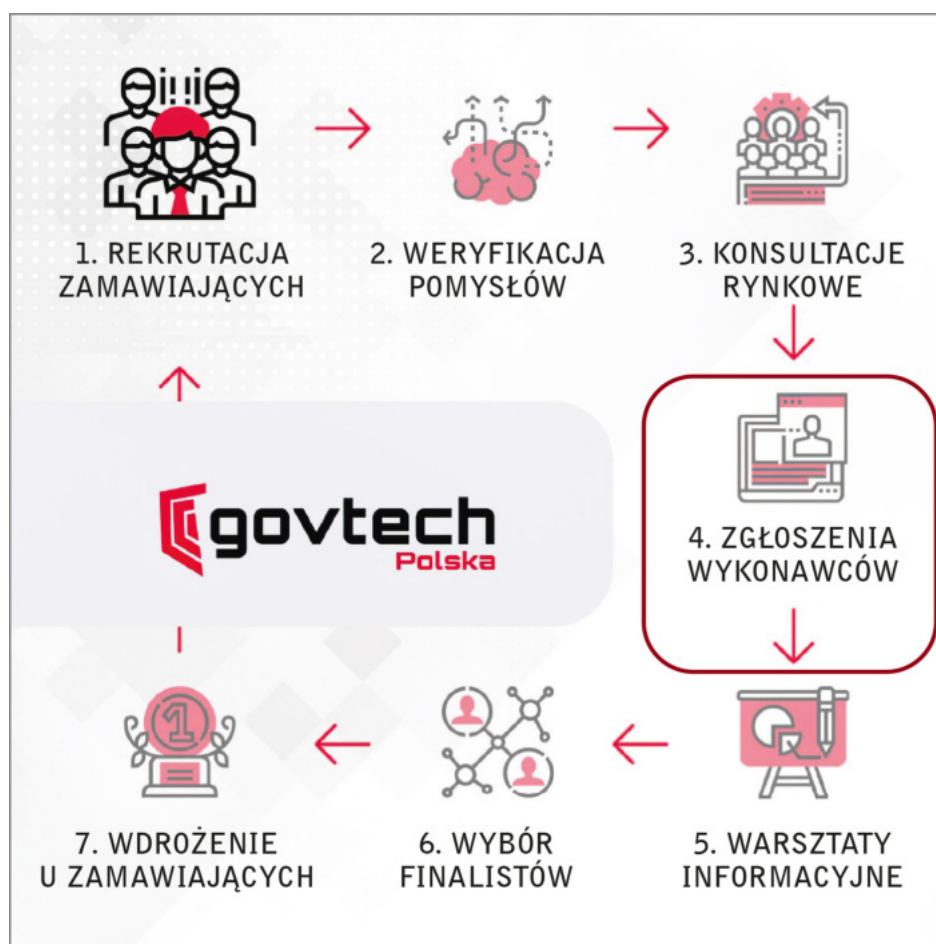 1. REKRUTACJA
ZAMAWIAJĄCYCH
2. WERYFIKACJA
POMYSŁÓW
3. KONSULTACJE
RYNKOWE
govtech
Polska
4. ZGŁOSZENIA
WYKONAWCÓW
7. WDROŻENIE
U ZAMAWIAJĄCYCH
1
6. WYBÓR
FINALISTÓW
5. WARSZTATY
INFORMACYJNE